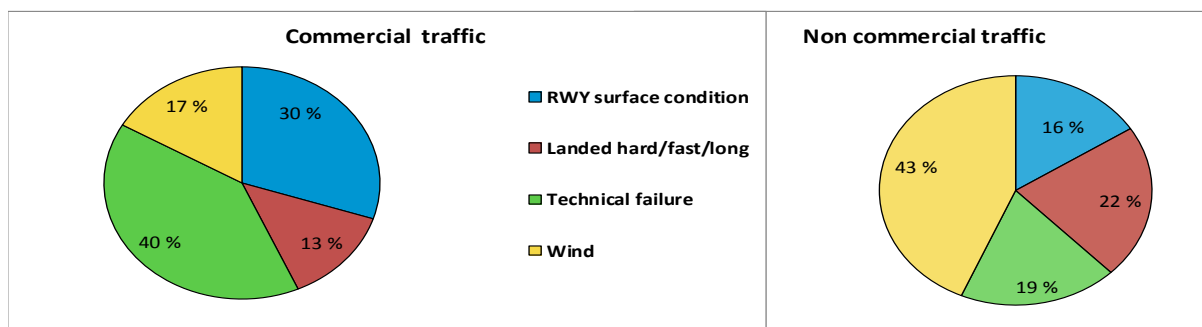 Commercial traffic
17 %
30 %
40 %
13 %
RWY surface condition
Landed hard/fast/long
Technical failure
Wind
Non commercial traffic
16 %
43 %
22 %
19 %